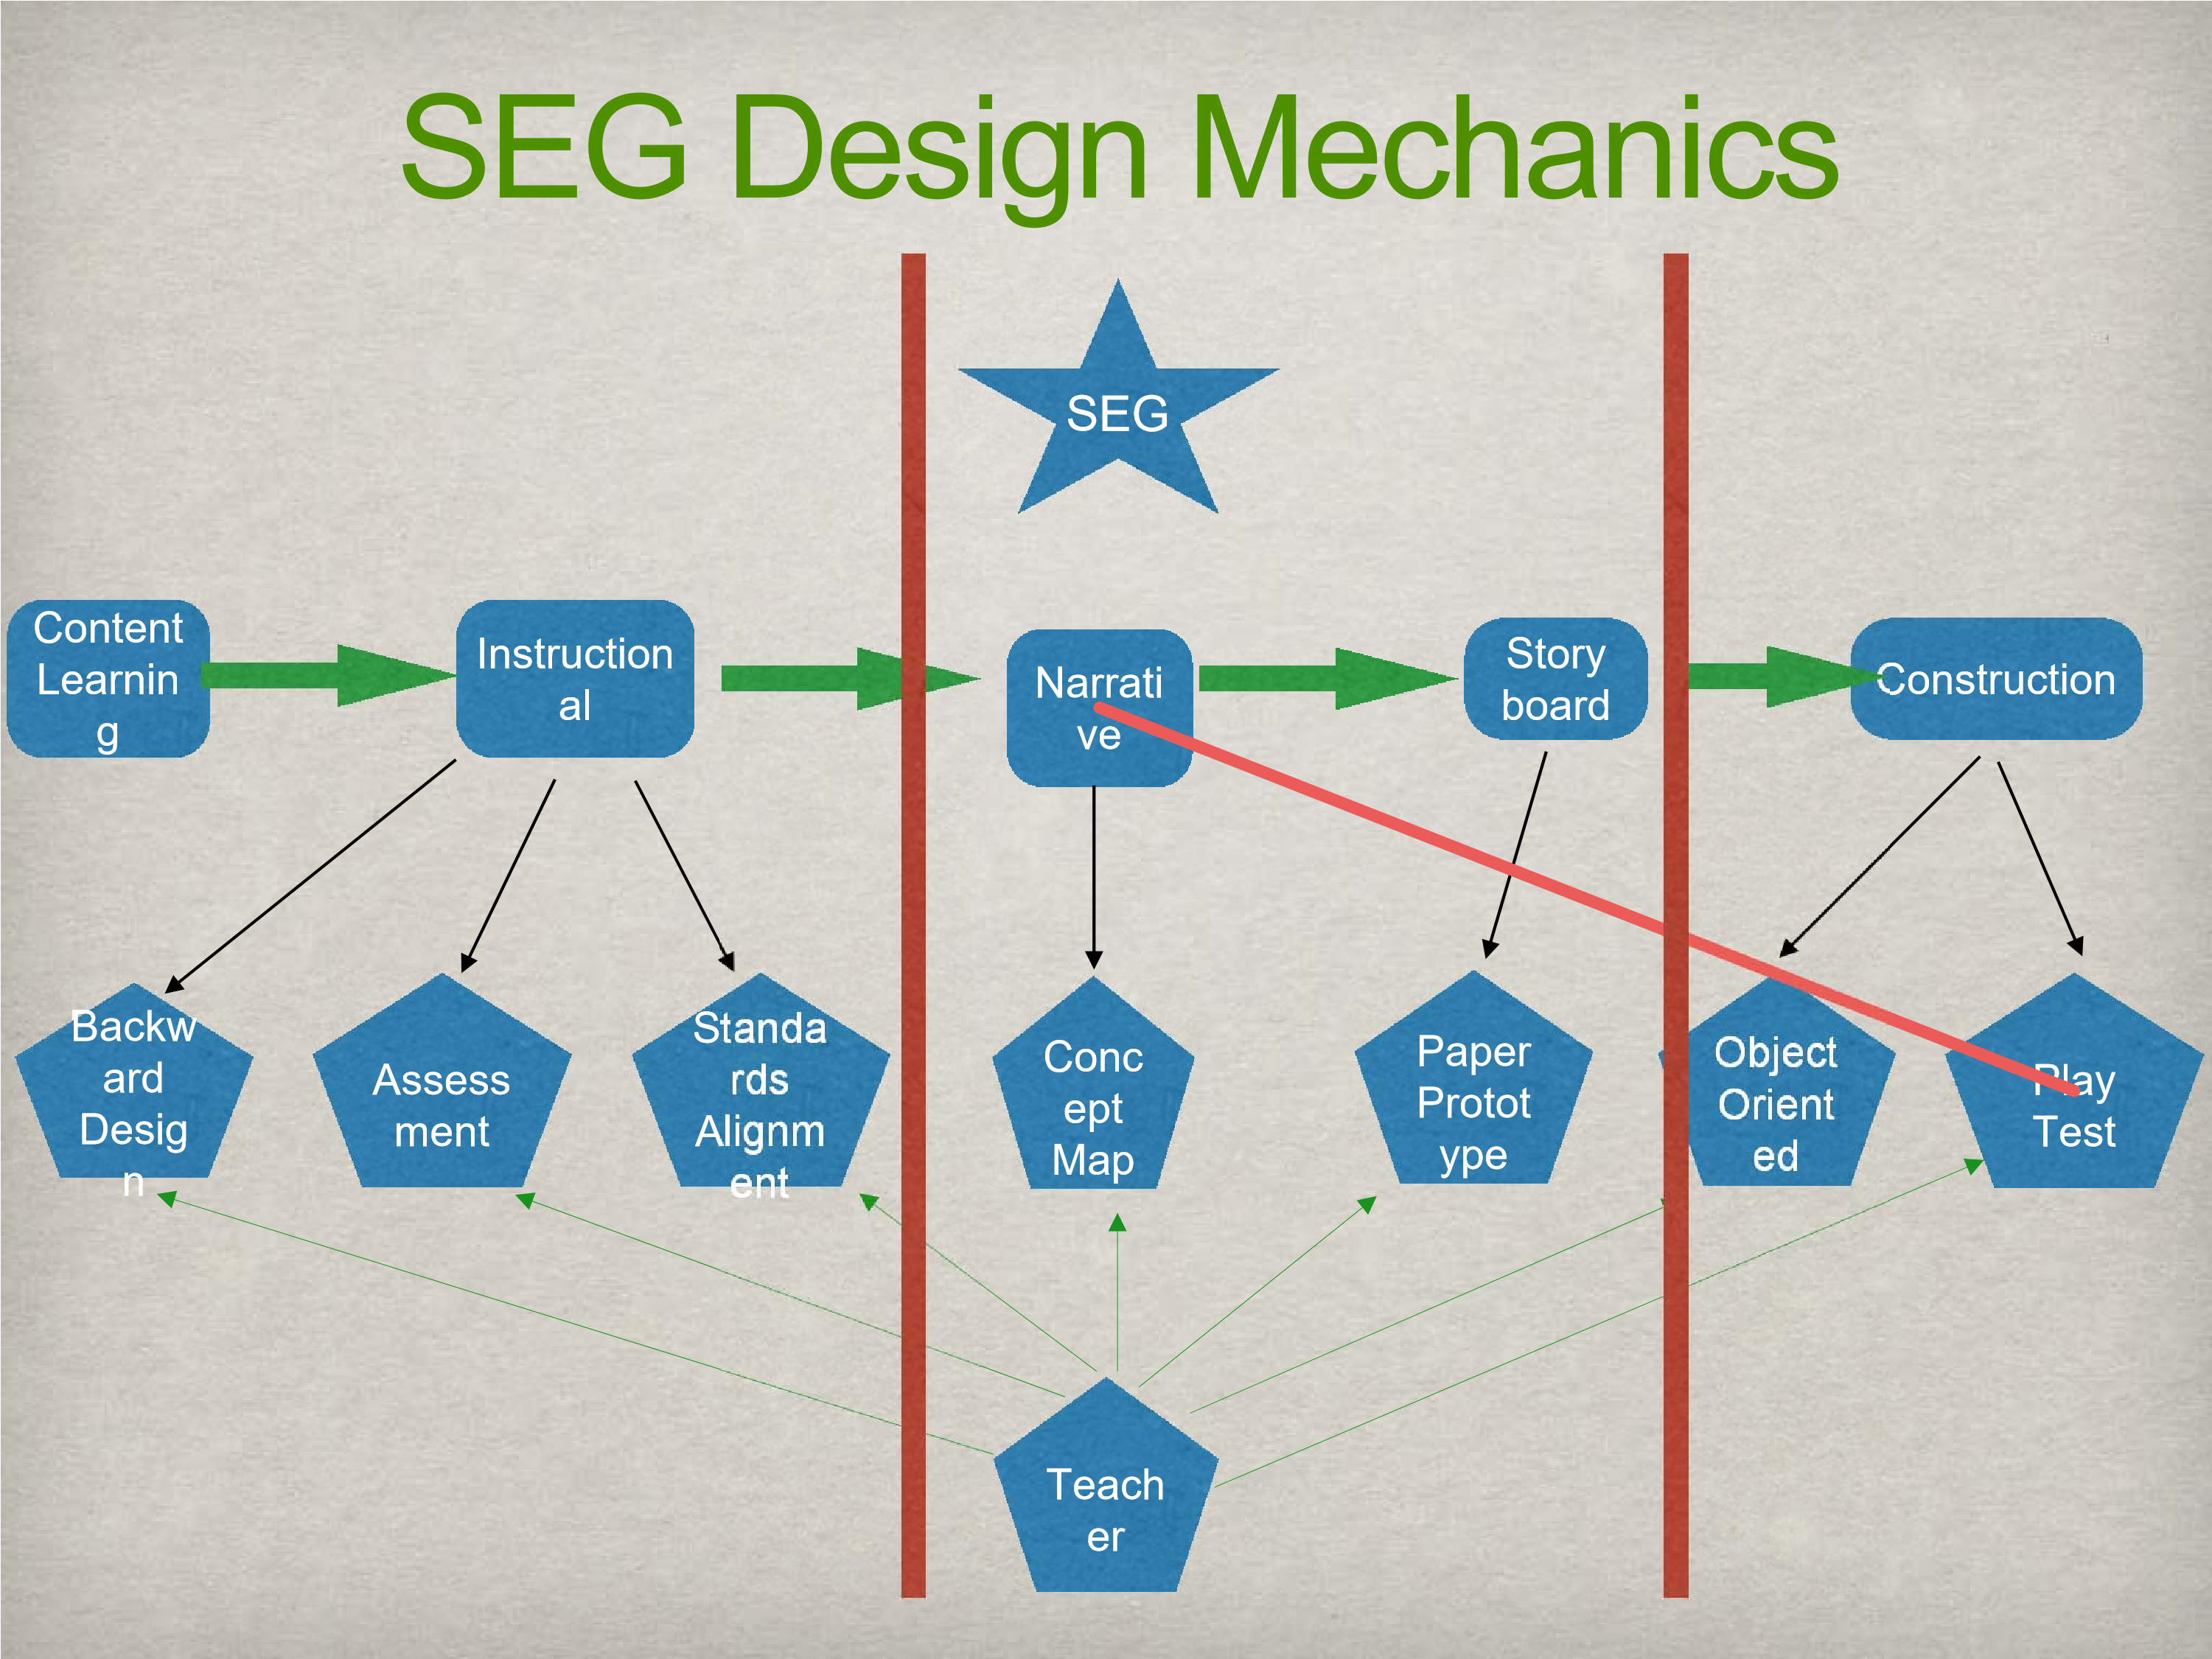 SEG Design Mechanics
SEG
Content
Learnin
g
Instruction
al
Narrati
ve
Story
board
Construction
Backw
ard
Desig
n
Assess
ment
Standa
rds
Alignm
ent
Conc
ept
Map
Paper
Protot
ype
Object
Orient
ed
Play
Test
Teach
er